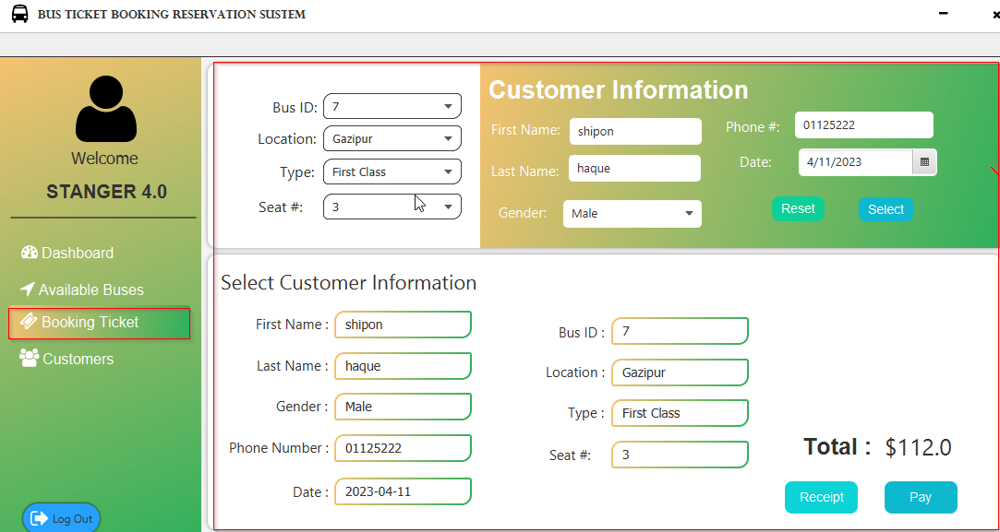 BUS TICKET BOOKING RESERVATION SUSTEM
Welcome
STANGER 4.0
Dashboard
Available Buses
Booking Ticket
Customers
Log Out
Bus ID: 7
Location: Gazipur
Type: First Class
Seat #: 3
Customer Information
First Name: shipon
Phone #: 01125222
Last Name: haque
Date: 4/11/2023
Gender: Male
Reset
Select
Select Customer Information
First Name : shipon
Last Name : haque
Gender : Male
Phone Number : 01125222
Date : 2023-04-11
Bus ID : 7
Location : Gazipur
Type : First Class
Seat #: 3
Total : $112.0
Receipt
Pay